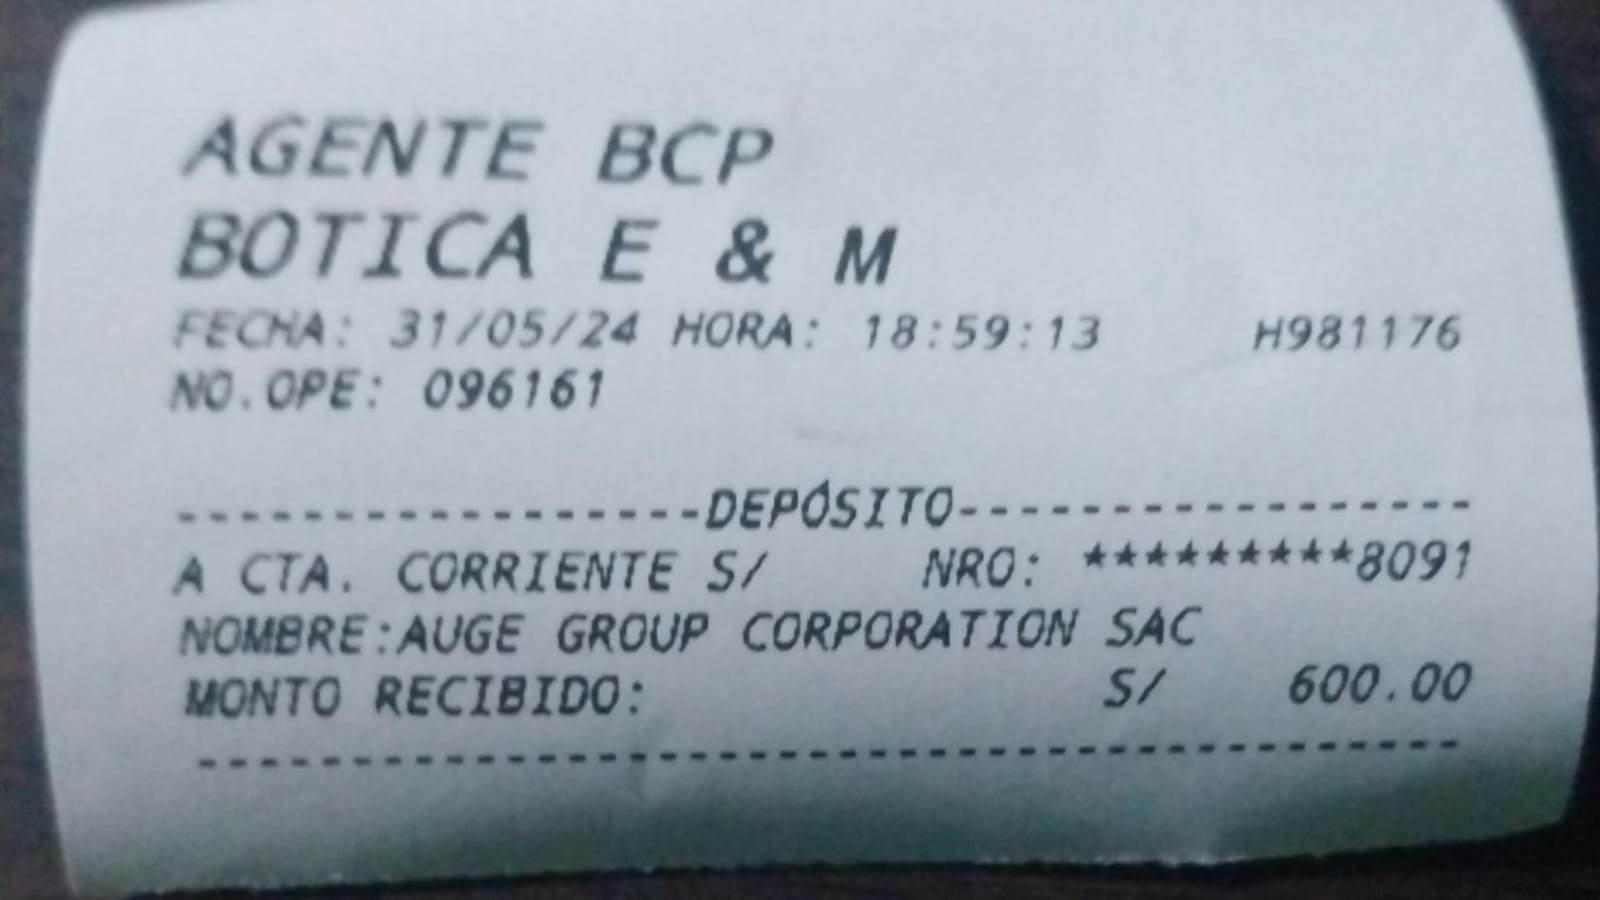 AGENTE BCP
BOTICA E & M
FECHA: 31/05/24 HORA: 18:59:13 H981176
NO.OPE: 096161
------------------DEPÓSITO------------------
A CTA. CORRIENTE S/ NRO: *********8091
NOMBRE:AUGE GROUP CORPORATION SAC
MONTO RECIBIDO: S/ 600.00
--------------------------------------------